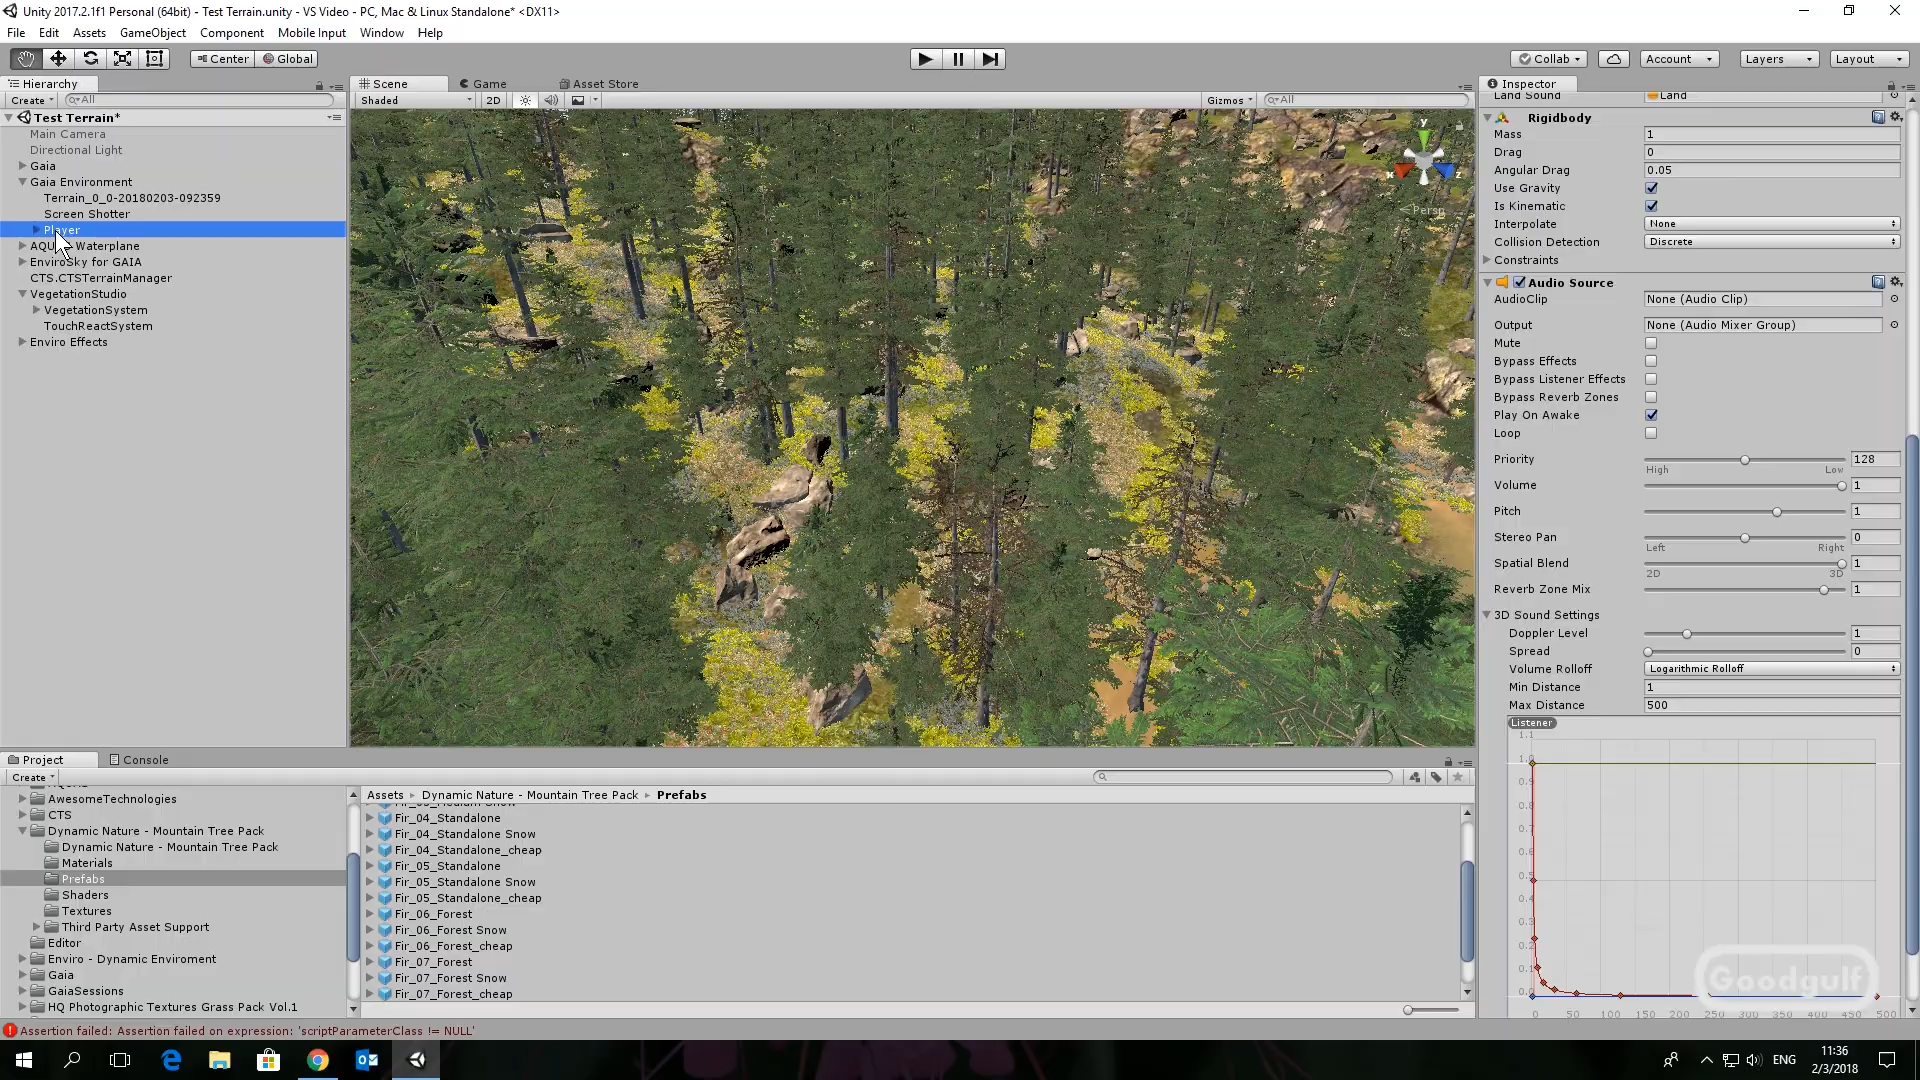 Unity 2017.2.1f1 Personal (64bit) - Test Terrain.unity - VS Video - PC, Mac & Linux Standalone* <DX11>
File Edit Assets GameObject Component Mobile Input Window Help
Center Global Collab Account Layers Layout
Hierarchy
Create All
Test Terrain*
Main Camera
Directional Light
Gaia
Gaia Environment
Terrain_0_0-20180203-092359
Screen Shotter
Player
Waterplane
EnviroSky for GAIA
CTS.CTSTerrainManager
VegetationStudio
VegetationSystem
TouchReactSystem
Enviro Effects
Scene Game Asset Store
Shaded 2D Gizmos All
y
x z
Persp
Inspector
Land Sound Land
Rigidbody
Mass 1
Drag 0
Angular Drag 0.05
Use Gravity
Is Kinematic
Interpolate None
Collision Detection Discrete
Constraints
Audio Source
AudioClip None (Audio Clip)
Output None (Audio Mixer Group)
Mute
Bypass Effects
Bypass Listener Effects
Bypass Reverb Zones
Play On Awake
Loop
Priority 128
High Low
Volume 1
Pitch 1
Stereo Pan 0
Left Right
Spatial Blend 1
2D 3D
Reverb Zone Mix 1
3D Sound Settings
Doppler Level 1
Spread 0
Volume Rolloff Logarithmic Rolloff
Min Distance 1
Max Distance 500
Listener
1.1
0 50 100 150 200 250 300 350 400 450 500
Goodgulf
Project Console
Create
AwesomeTechnologies
CTS
Dynamic Nature - Mountain Tree Pack
Dynamic Nature - Mountain Tree Pack
Materials
Prefabs
Shaders
Textures
Third Party Asset Support
Editor
Enviro - Dynamic Enviroment
Gaia
GaiaSessions
HQ Photographic Textures Grass Pack Vol.1
Assets Dynamic Nature - Mountain Tree Pack Prefabs
Fir_04_Standalone
Fir_04_Standalone Snow
Fir_04_Standalone_cheap
Fir_05_Standalone
Fir_05_Standalone Snow
Fir_05_Standalone_cheap
Fir_06_Forest
Fir_06_Forest Snow
Fir_06_Forest_cheap
Fir_07_Forest
Fir_07_Forest Snow
Fir_07_Forest_cheap
Assertion failed: Assertion failed on expression: 'scriptParameterClass != NULL'
ENG
11:36
2/3/2018